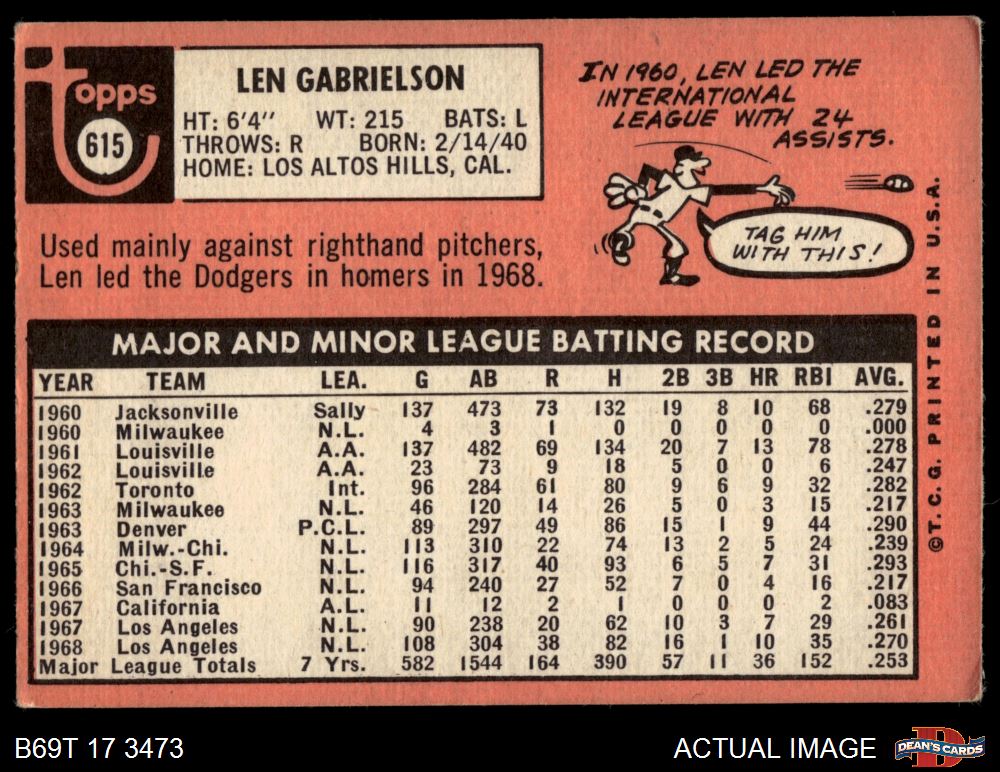 Topps
615
LEN GABRIELSON
HT: 6'4" WT: 215 BATS: L
THROWS: R BORN: 2/14/40
HOME: LOS ALTOS HILLS, CAL.
IN 1960, LEN LED THE
INTERNATIONAL
LEAGUE WITH 24
ASSISTS.
TAG HIM
WITH THIS!
Used mainly against righthand pitchers,
Len led the Dodgers in homers in 1968.
MAJOR AND MINOR LEAGUE BATTING RECORD
YEAR TEAM LEA. G AB R H 2B 3B HR RBI AVG.
1960 Jacksonville Sally 137 473 73 132 19 8 10 68 .279
1960 Milwaukee N.L. 4 3 1 0 0 0 0 0 .000
1961 Louisville A.A. 137 482 69 134 20 7 13 78 .278
1962 Louisville A.A. 23 73 9 18 5 0 0 6 .247
1962 Toronto Int. 96 284 61 80 9 6 9 32 .282
1963 Milwaukee N.L. 46 120 14 26 5 0 3 15 .217
1963 Denver P.C.L. 89 297 49 86 15 1 9 44 .290
1964 Milw.-Chi. N.L. 113 310 22 74 13 2 5 24 .239
1965 Chi.-S.F. N.L. 116 317 40 93 6 5 7 31 .293
1966 San Francisco N.L. 94 240 27 52 7 0 4 16 .217
1967 California A.L. 11 12 2 1 0 0 0 2 .083
1967 Los Angeles N.L. 90 238 20 62 10 3 7 29 .261
1968 Los Angeles N.L. 108 304 38 82 16 1 10 35 .270
Major League Totals 7 Yrs. 582 1544 164 390 57 11 36 152 .253
©T.C.G. PRINTED IN U.S.A.
B69T 17 3473
ACTUAL IMAGE
DEAN'S CARDS